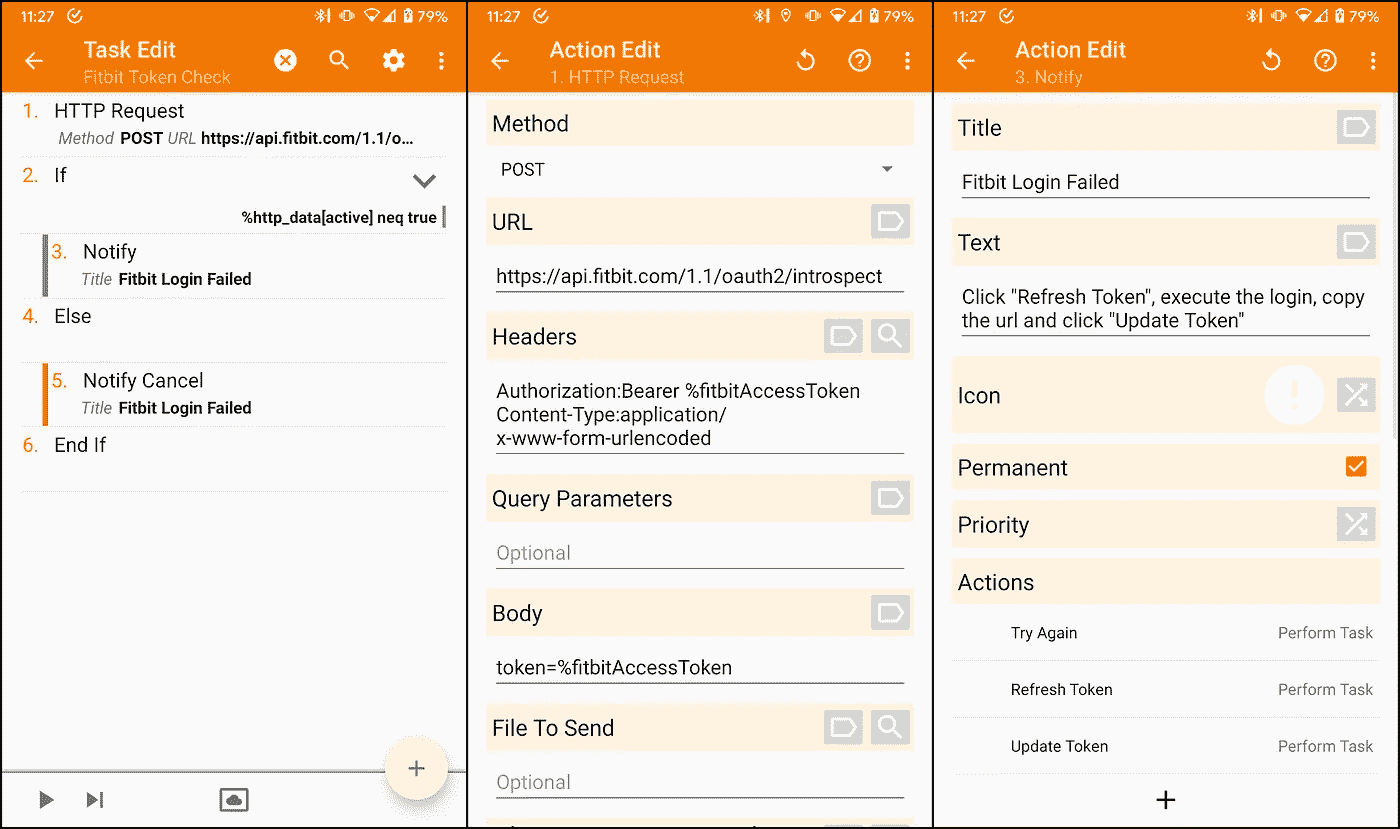 11:27
79%
Task Edit
Fitbit Token Check
1. HTTP Request
Method POST URL https://api.fitbit.com/1.1/o...
2. If
%http_data[active] neq true
3. Notify
Title Fitbit Login Failed
4. Else
5. Notify Cancel
Title Fitbit Login Failed
6. End If
+
11:27
79%
Action Edit
1. HTTP Request
Method
POST
URL
https://api.fitbit.com/1.1/oauth2/introspect
Headers
Authorization:Bearer %fitbitAccessToken
Content-Type:application/
x-www-form-urlencoded
Query Parameters
Optional
Body
token=%fitbitAccessToken
File To Send
Optional
11:27
79%
Action Edit
3. Notify
Title
Fitbit Login Failed
Text
Click "Refresh Token", execute the login, copy
the url and click "Update Token"
Icon
Permanent
Priority
Actions
Try Again Perform Task
Refresh Token Perform Task
Update Token Perform Task
+